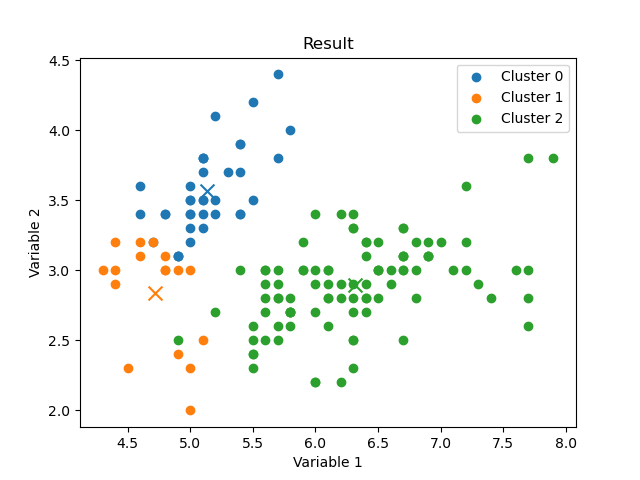 Result
Cluster 0
Cluster 1
Cluster 2
4.5
4.0
3.5
3.0
2.5
2.0
Variable 2
4.5 5.0 5.5 6.0 6.5 7.0 7.5 8.0
Variable 1